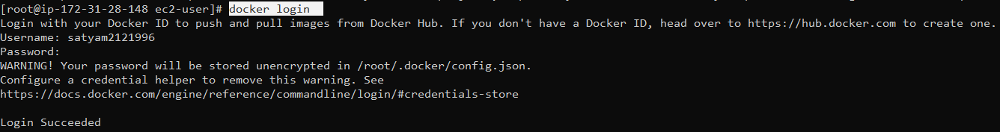 [root@ip-172-31-28-148 ec2-user]# docker login
Login with your Docker ID to push and pull images from Docker Hub. If you don't have a Docker ID, head over to https://hub.docker.com to create one.
Username: satyam2121996
Password:
WARNING! Your password will be stored unencrypted in /root/.docker/config.json.
Configure a credential helper to remove this warning. See
https://docs.docker.com/engine/reference/commandline/login/#credentials-store
Login Succeeded